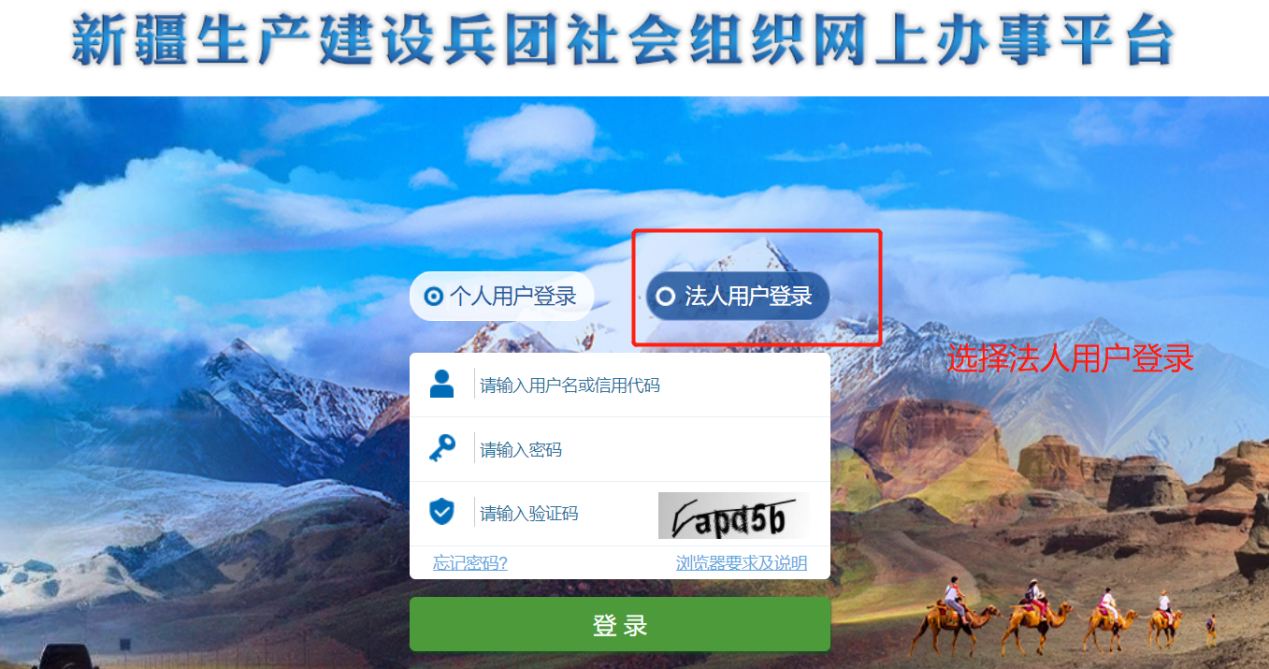 新疆生产建设兵团社会组织网上办事平台
个人用户登录
法人用户登录
选择法人用户登录
请输入用户名或信用代码
请输入密码
请输入验证码
apd5b
忘记密码?
浏览器要求及说明
登录